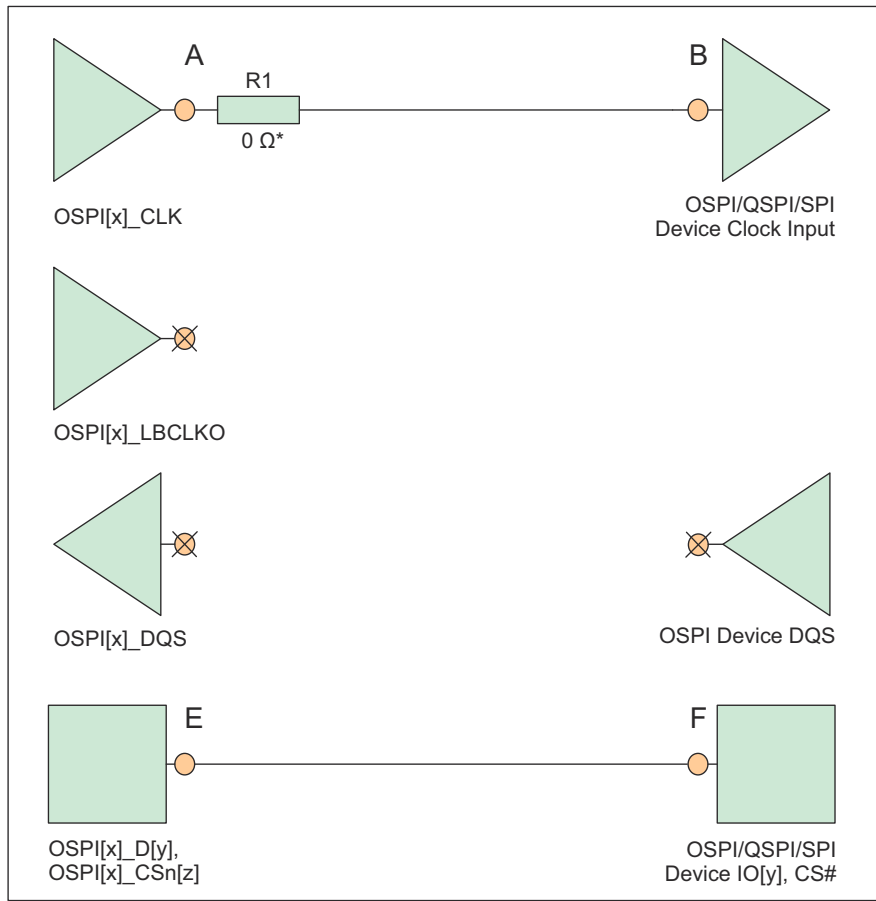 A
B
R1
0 Ω*
OSPI[x]_CLK
OSPI/QSPI/SPI
Device Clock Input
OSPI[x]_LBCLKO
OSPI[x]_DQS
OSPI Device DQS
E
F
OSPI[x]_D[y],
OSPI[x]_CSn[z]
OSPI/QSPI/SPI
Device IO[y], CS#